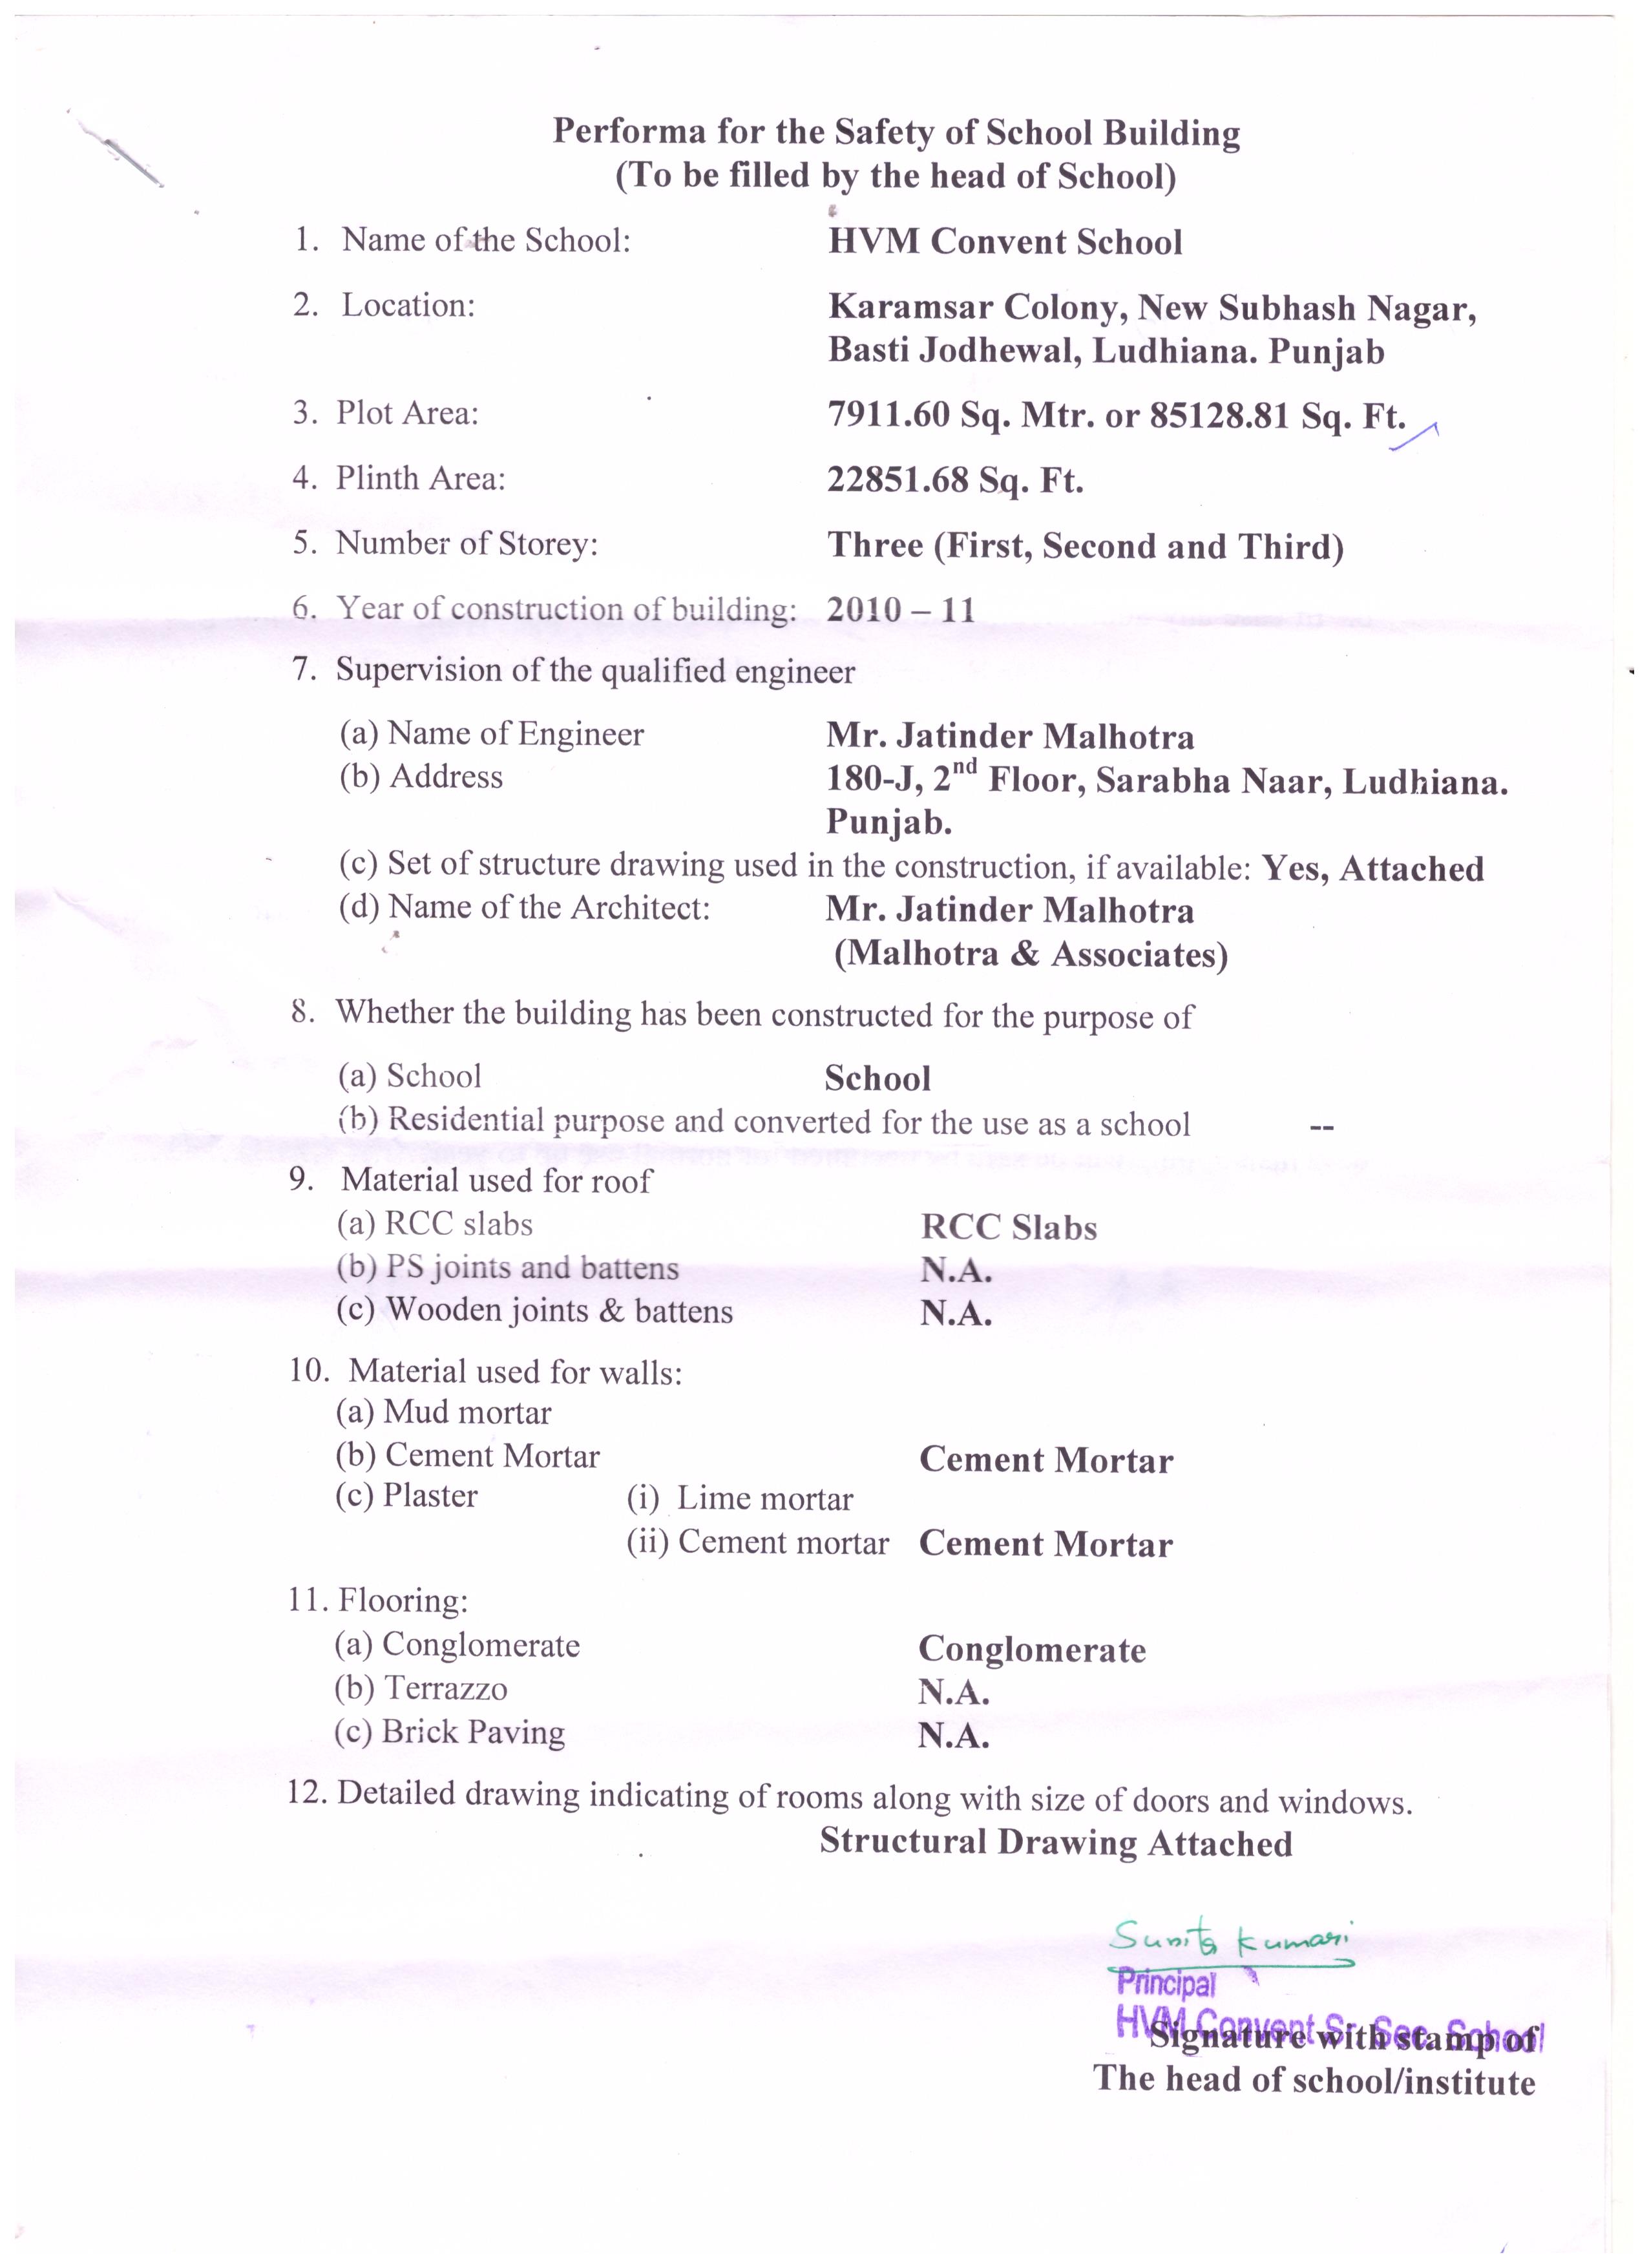 Performa for the Safety of School Building
(To be filled by the head of School)
1. Name of the School: HVM Convent School
2. Location: Karamsar Colony, New Subhash Nagar,
Basti Jodhewal, Ludhiana. Punjab
3. Plot Area: 7911.60 Sq. Mtr. or 85128.81 Sq. Ft.
4. Plinth Area: 22851.68 Sq. Ft.
5. Number of Storey: Three (First, Second and Third)
6. Year of construction of building: 2010 – 11
7. Supervision of the qualified engineer
(a) Name of Engineer Mr. Jatinder Malhotra
(b) Address 180-J, 2nd Floor, Sarabha Naar, Ludhiana.
Punjab.
(c) Set of structure drawing used in the construction, if available: Yes, Attached
(d) Name of the Architect: Mr. Jatinder Malhotra
(Malhotra & Associates)
8. Whether the building has been constructed for the purpose of
(a) School School
(b) Residential purpose and converted for the use as a school --
9. Material used for roof
(a) RCC slabs RCC Slabs
(b) PS joints and battens N.A.
(c) Wooden joints & battens N.A.
10. Material used for walls:
(a) Mud mortar
(b) Cement Mortar Cement Mortar
(c) Plaster (i) Lime mortar
(ii) Cement mortar Cement Mortar
11. Flooring:
(a) Conglomerate Conglomerate
(b) Terrazzo N.A.
(c) Brick Paving N.A.
12. Detailed drawing indicating of rooms along with size of doors and windows.
Structural Drawing Attached
Sunita Kumari
Principal
HVM Convent Sr. Sec. School
Signature with stamp of
The head of school/institute